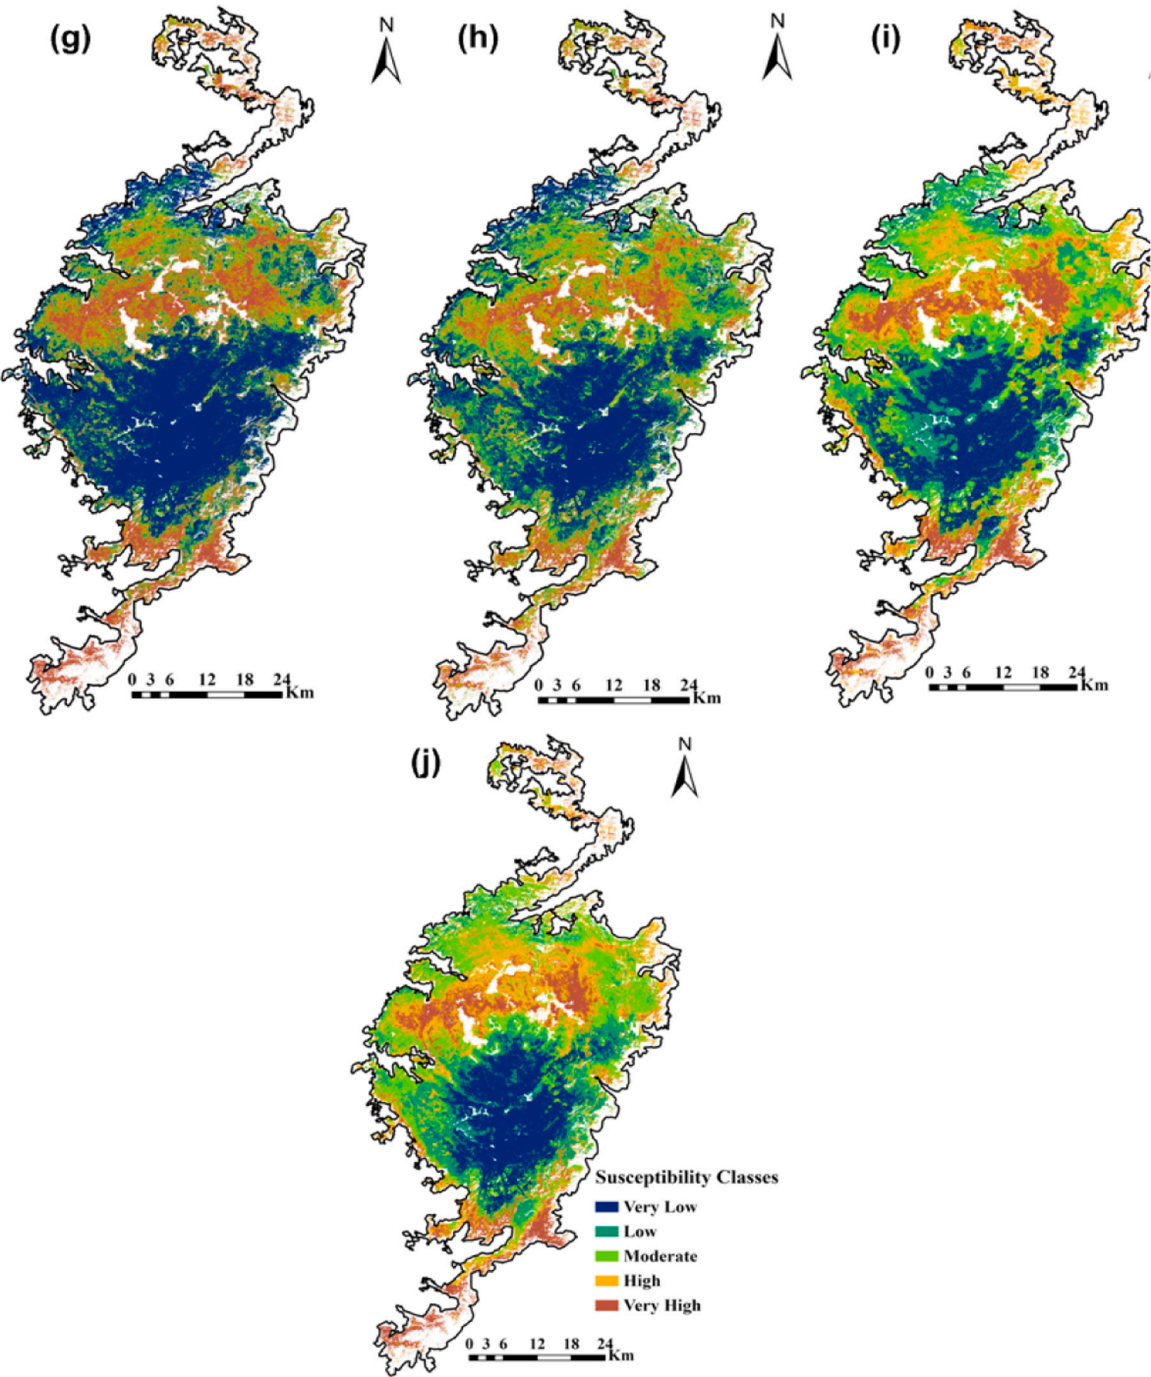 (g) N (h) N (i)
0 3 6 12 18 24 Km
0 3 6 12 18 24 Km
0 3 6 12 18 24 Km
(j) N
Susceptibility Classes
Very Low
Low
Moderate
High
Very High
0 3 6 12 18 24 Km